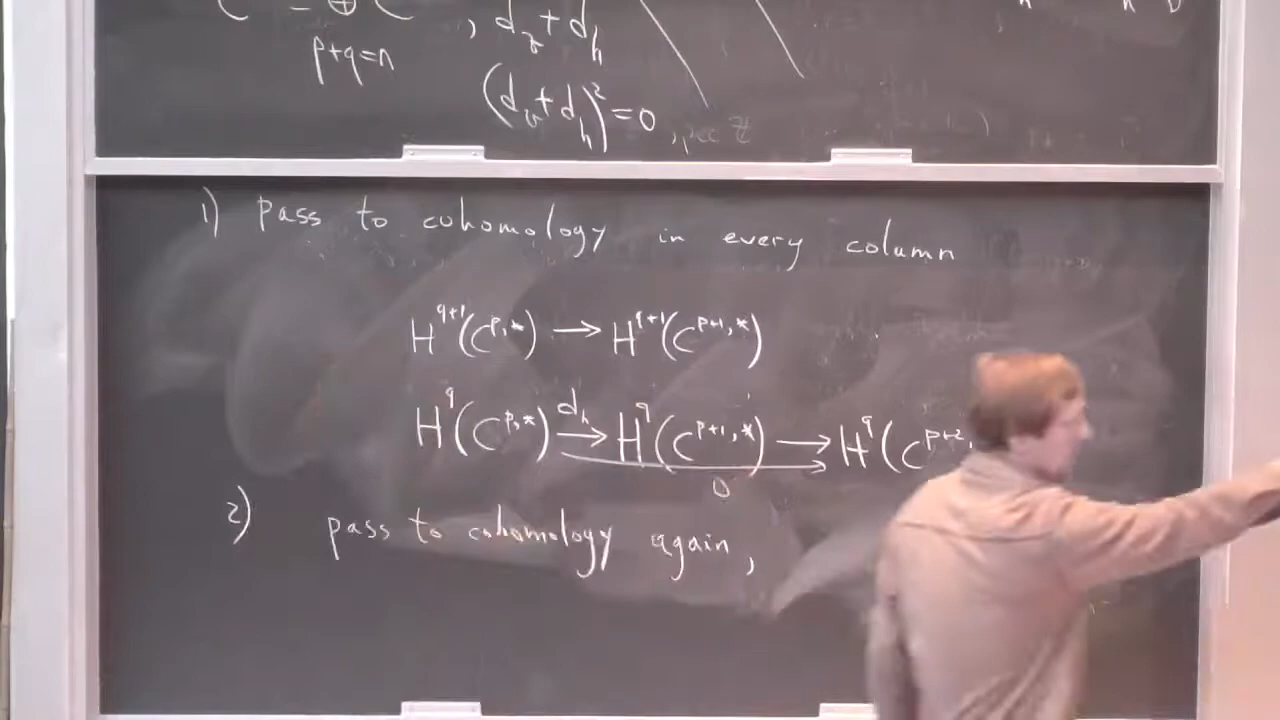 C = ⊕ C , d_v + d_h
p+q=n
(d_v+d_h)²=0
1) pass to cohomology in every column
H^{q+1}(C^{p,*}) → H^{q+1}(C^{p+1,*})
H^q(C^{p,*}) →^{d_h} H^q(C^{p+1,*}) → H^q(C^{p+2,
0
2) pass to cohomology again,